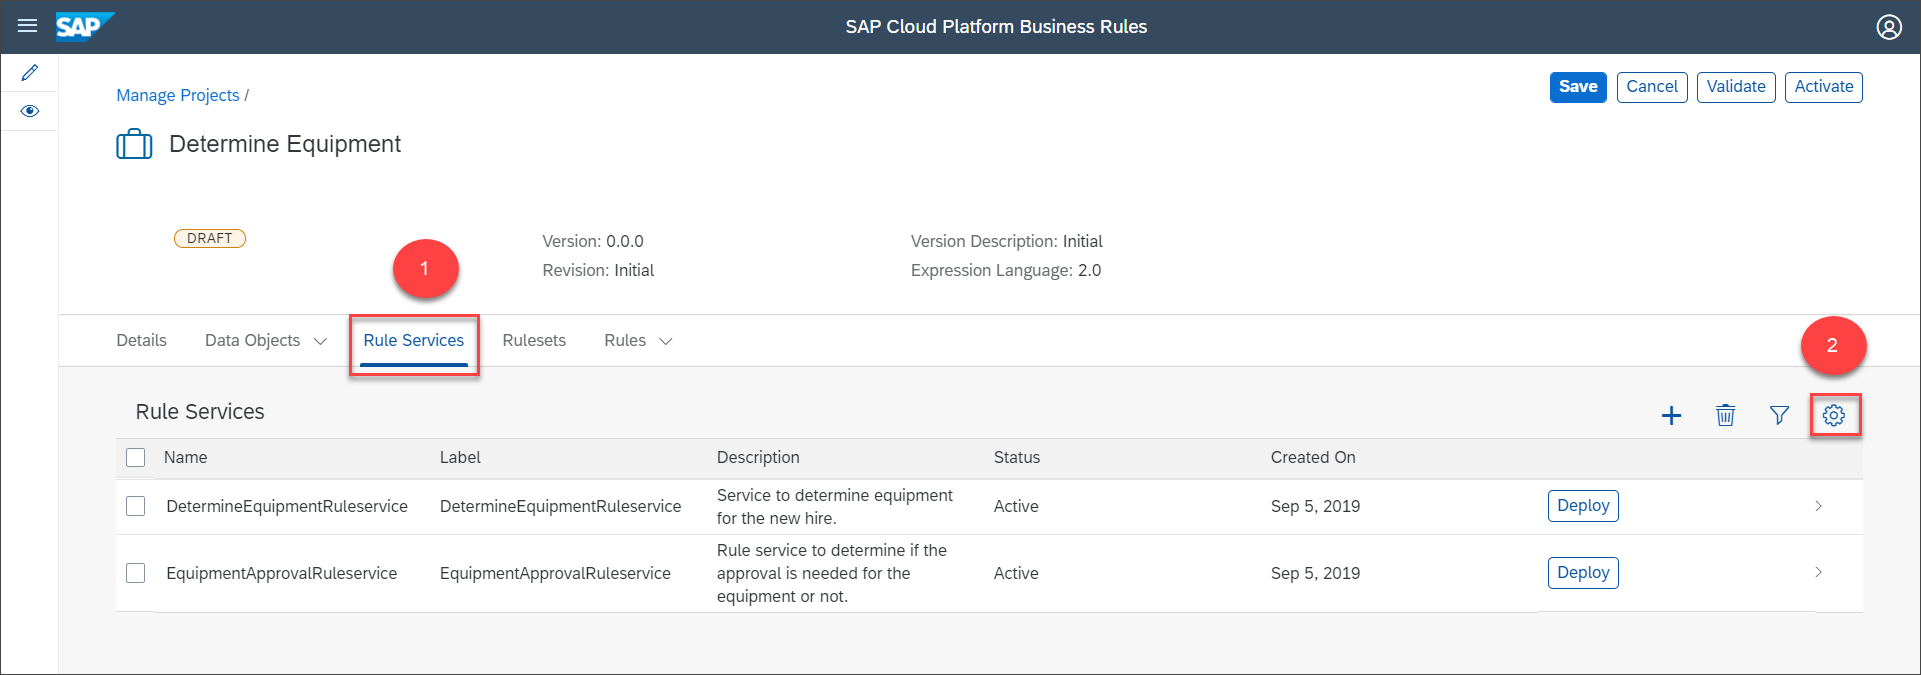 SAP
SAP Cloud Platform Business Rules
Manage Projects /
Save Cancel Validate Activate
Determine Equipment
DRAFT
Version: 0.0.0
Version Description: Initial
Revision: Initial
Expression Language: 2.0
1
Details Data Objects Rule Services Rulesets Rules
2
Rule Services
Name Label Description Status Created On
DetermineEquipmentRuleservice DetermineEquipmentRuleservice Service to determine equipment
for the new hire.
Active Sep 5, 2019 Deploy
EquipmentApprovalRuleservice EquipmentApprovalRuleservice Rule service to determine if the
approval is needed for the
equipment or not.
Active Sep 5, 2019 Deploy